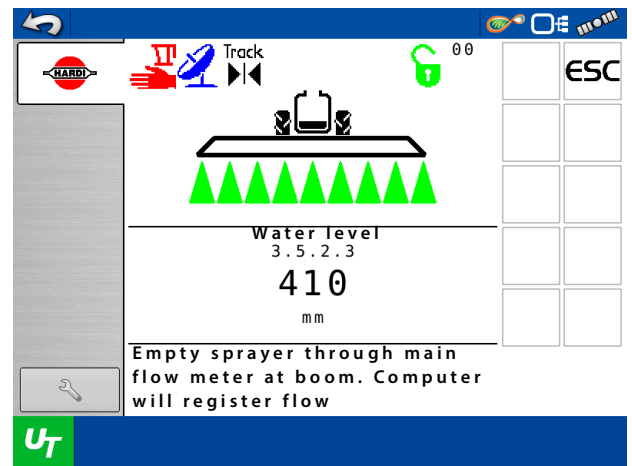 Track
00
HARDI
ESC
Water level
3.5.2.3
410
mm
Empty sprayer through main
flow meter at boom. Computer
will register flow
UT